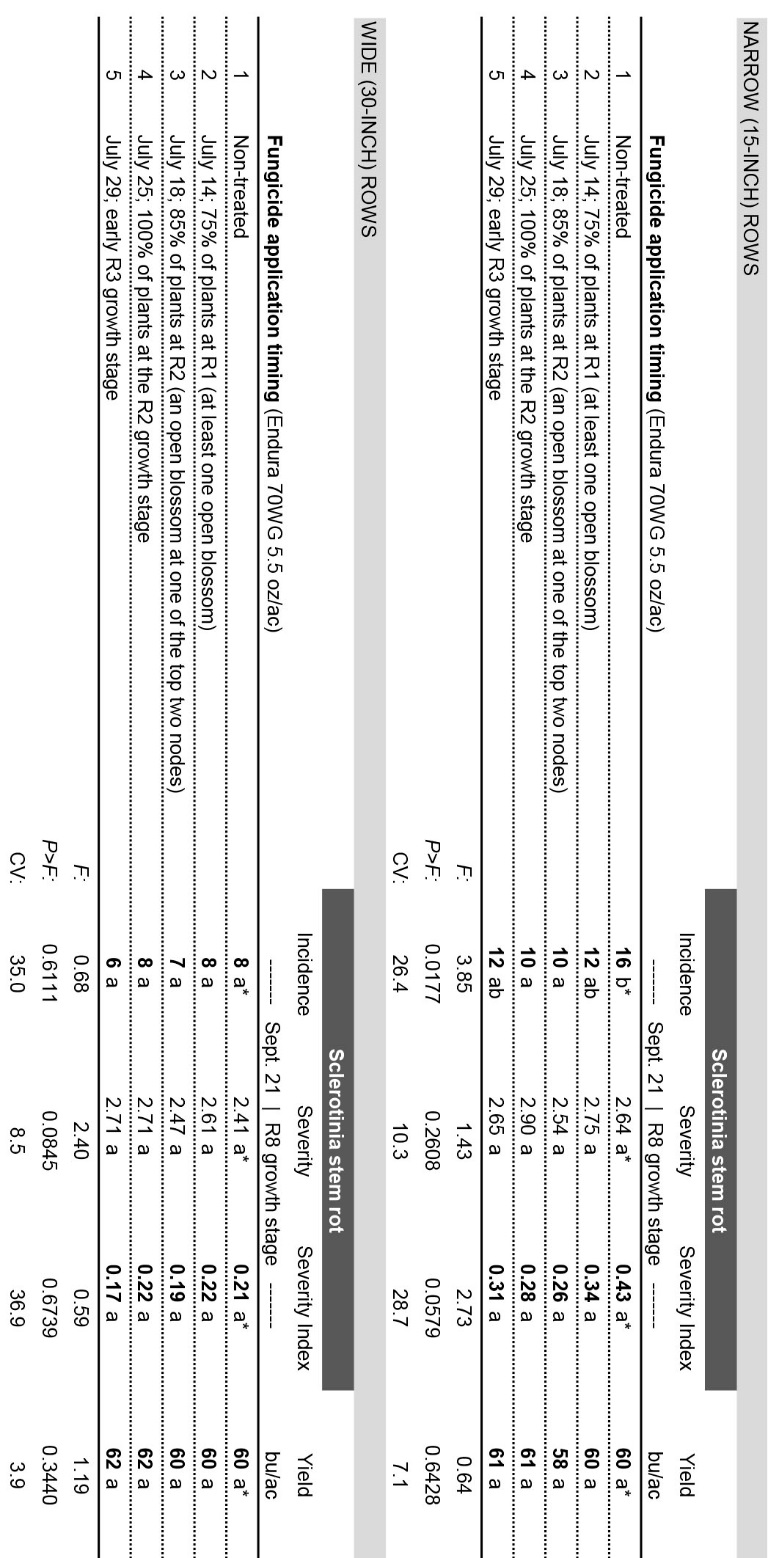 NARROW (15-INCH) ROWS
Sclerotinia stem rot
Incidence Severity Severity Index Yield
Fungicide application timing (Endura 70WG 5.5 oz/ac) ------- Sept. 21 | R8 growth stage ------- bu/ac
1 Non-treated 16 b* 2.64 a* 0.43 a* 60 a*
2 July 14; 75% of plants at R1 (at least one open blossom) 12 ab 2.75 a 0.34 a 60 a
3 July 18; 85% of plants at R2 (an open blossom at one of the top two nodes) 10 a 2.54 a 0.26 a 58 a
4 July 25; 100% of plants at the R2 growth stage 10 a 2.90 a 0.28 a 61 a
5 July 29; early R3 growth stage 12 ab 2.65 a 0.31 a 61 a
F: 3.85 1.43 2.73 0.64
P>F: 0.0177 0.2608 0.0579 0.6428
CV: 26.4 10.3 28.7 7.1
WIDE (30-INCH) ROWS
Sclerotinia stem rot
Incidence Severity Severity Index Yield
Fungicide application timing (Endura 70WG 5.5 oz/ac) ------- Sept. 21 | R8 growth stage ------- bu/ac
1 Non-treated 8 a* 2.41 a* 0.21 a* 60 a*
2 July 14; 75% of plants at R1 (at least one open blossom) 8 a 2.61 a 0.22 a 60 a
3 July 18; 85% of plants at R2 (an open blossom at one of the top two nodes) 7 a 2.47 a 0.19 a 60 a
4 July 25; 100% of plants at the R2 growth stage 8 a 2.71 a 0.22 a 62 a
5 July 29; early R3 growth stage 6 a 2.71 a 0.17 a 62 a
F: 0.68 2.40 0.59 1.19
P>F: 0.6111 0.0845 0.6739 0.3440
CV: 35.0 8.5 36.9 3.9